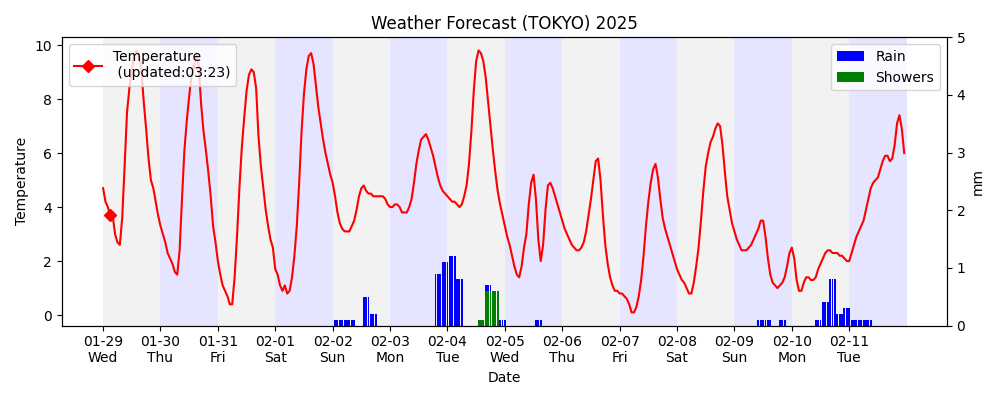 Weather Forecast (TOKYO) 2025
Temperature
(updated:03:23)
Rain
Showers
10
8
6
4
2
0
Temperature
5
4
3
2
1
0
mm
01-29 01-30 01-31 02-01 02-02 02-03 02-04 02-05 02-06 02-07 02-08 02-09 02-10 02-11
Wed Thu Fri Sat Sun Mon Tue Wed Thu Fri Sat Sun Mon Tue
Date